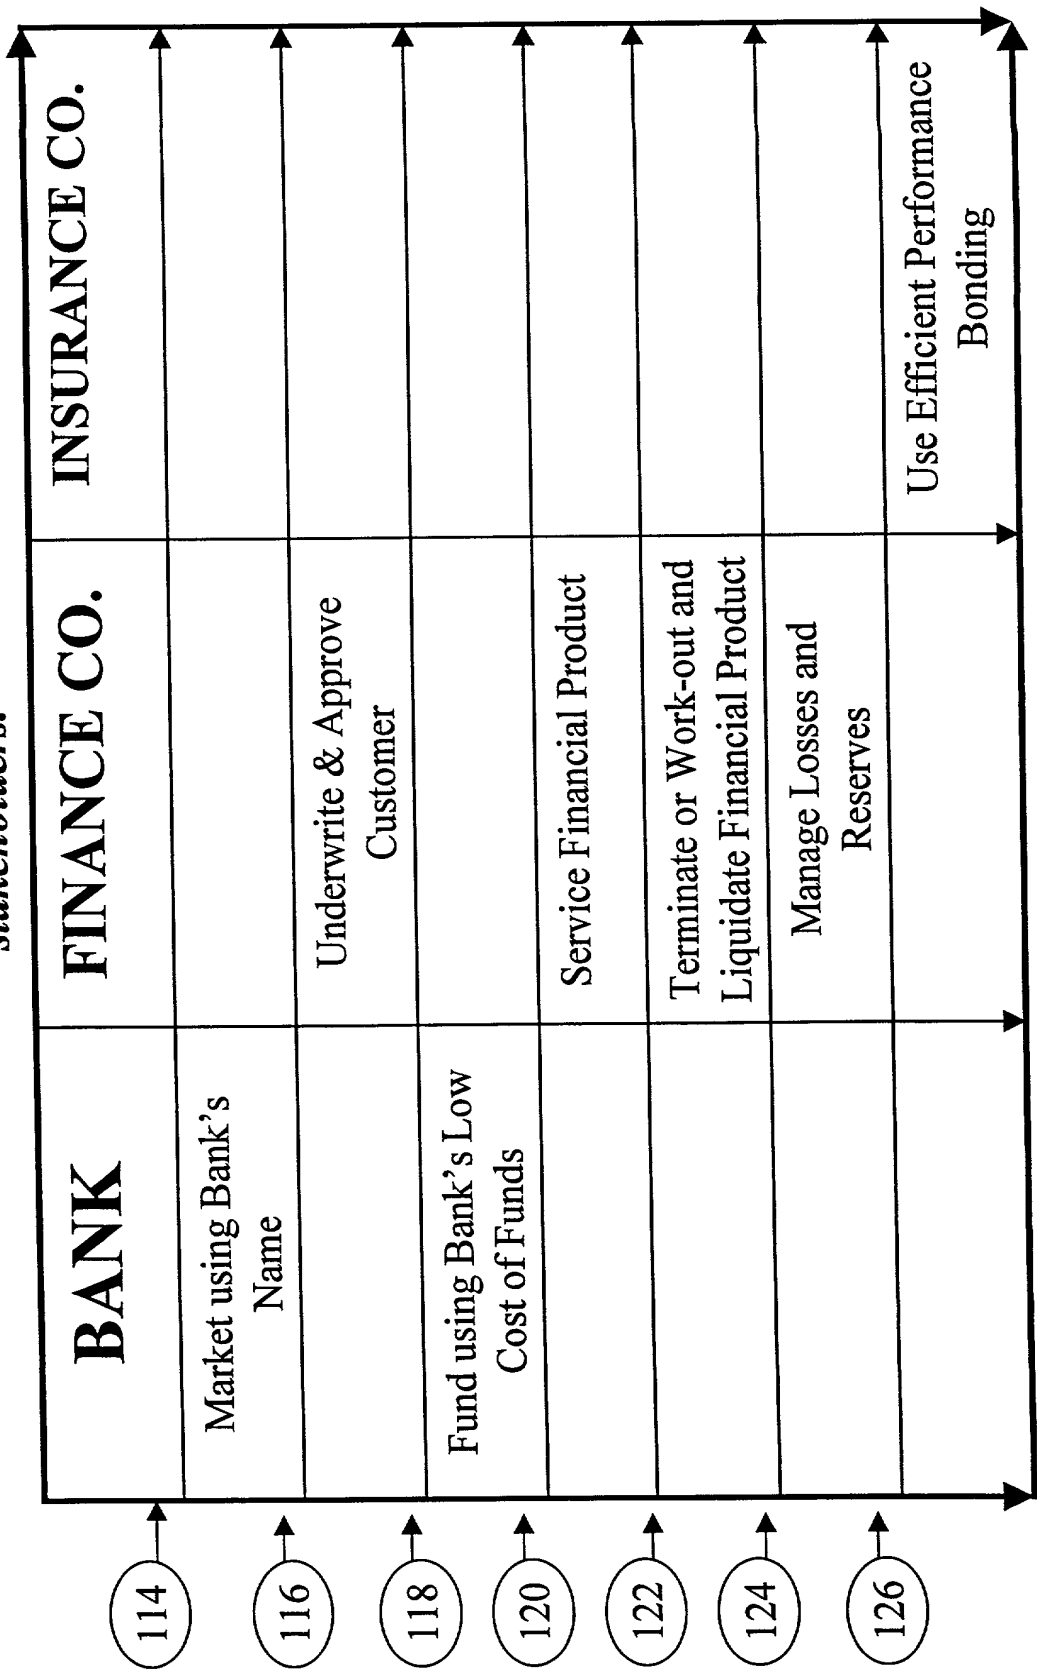 stakeholders:
BANK
FINANCE CO.
INSURANCE CO.
114
Market using Bank's
Name
116
Underwrite & Approve
Customer
118
Fund using Bank's Low
Cost of Funds
120
Service Financial Product
122
Terminate or Work-out and
Liquidate Financial Product
124
Manage Losses and
Reserves
126
Use Efficient Performance
Bonding